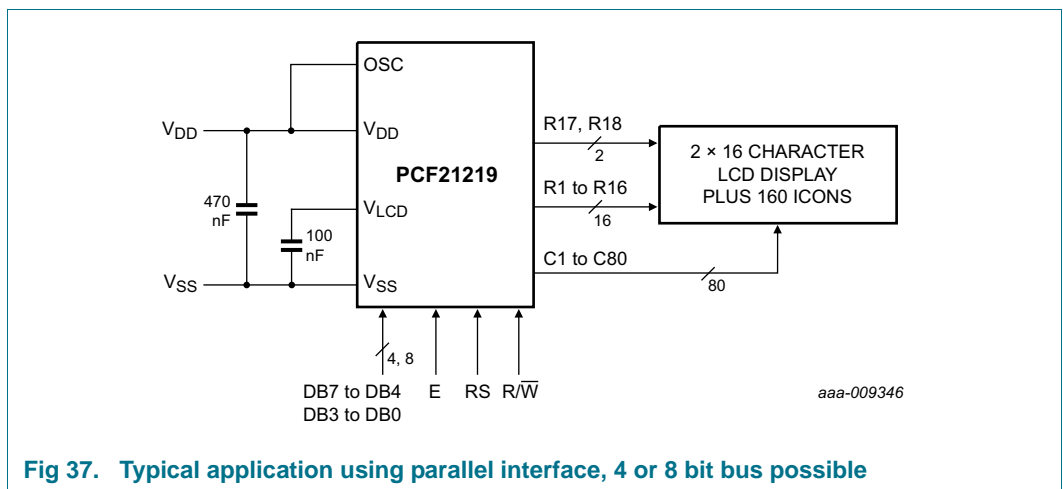 OSC
VDD
VDD
PCF21219
R17, R18
2
2 × 16 CHARACTER
LCD DISPLAY
PLUS 160 ICONS
470
nF
VLCD
100
nF
R1 to R16
16
C1 to C80
80
VSS
VSS
4, 8
DB7 to DB4
DB3 to DB0
E
RS
R/W̅
aaa-009346
Fig 37. Typical application using parallel interface, 4 or 8 bit bus possible